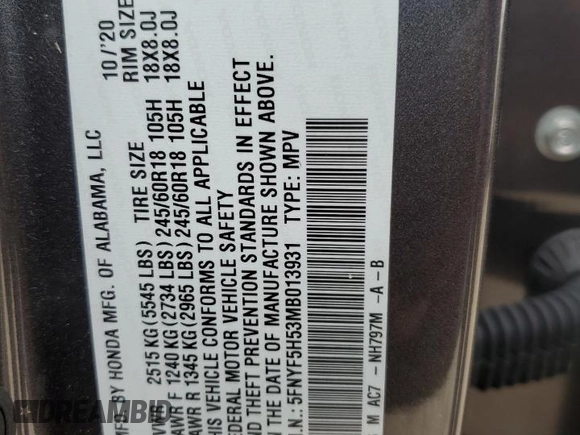 MFD. BY HONDA MFG. OF ALABAMA, LLC 10/'20
GVWR 2515 KG (5545 LBS) TIRE SIZE RIM SIZE
GAWR F 1240 KG (2734 LBS) 245/60R18 105H 18X8.0J
GAWR R 1345 KG (2965 LBS) 245/60R18 105H 18X8.0J
THIS VEHICLE CONFORMS TO ALL APPLICABLE
FEDERAL MOTOR VEHICLE SAFETY
AND THEFT PREVENTION STANDARDS IN EFFECT
ON THE DATE OF MANUFACTURE SHOWN ABOVE.
V.I.N.: 5FNYF5H53MB013931 TYPE: MPV
M AC7 - NH797M -A-B
DREAMBID